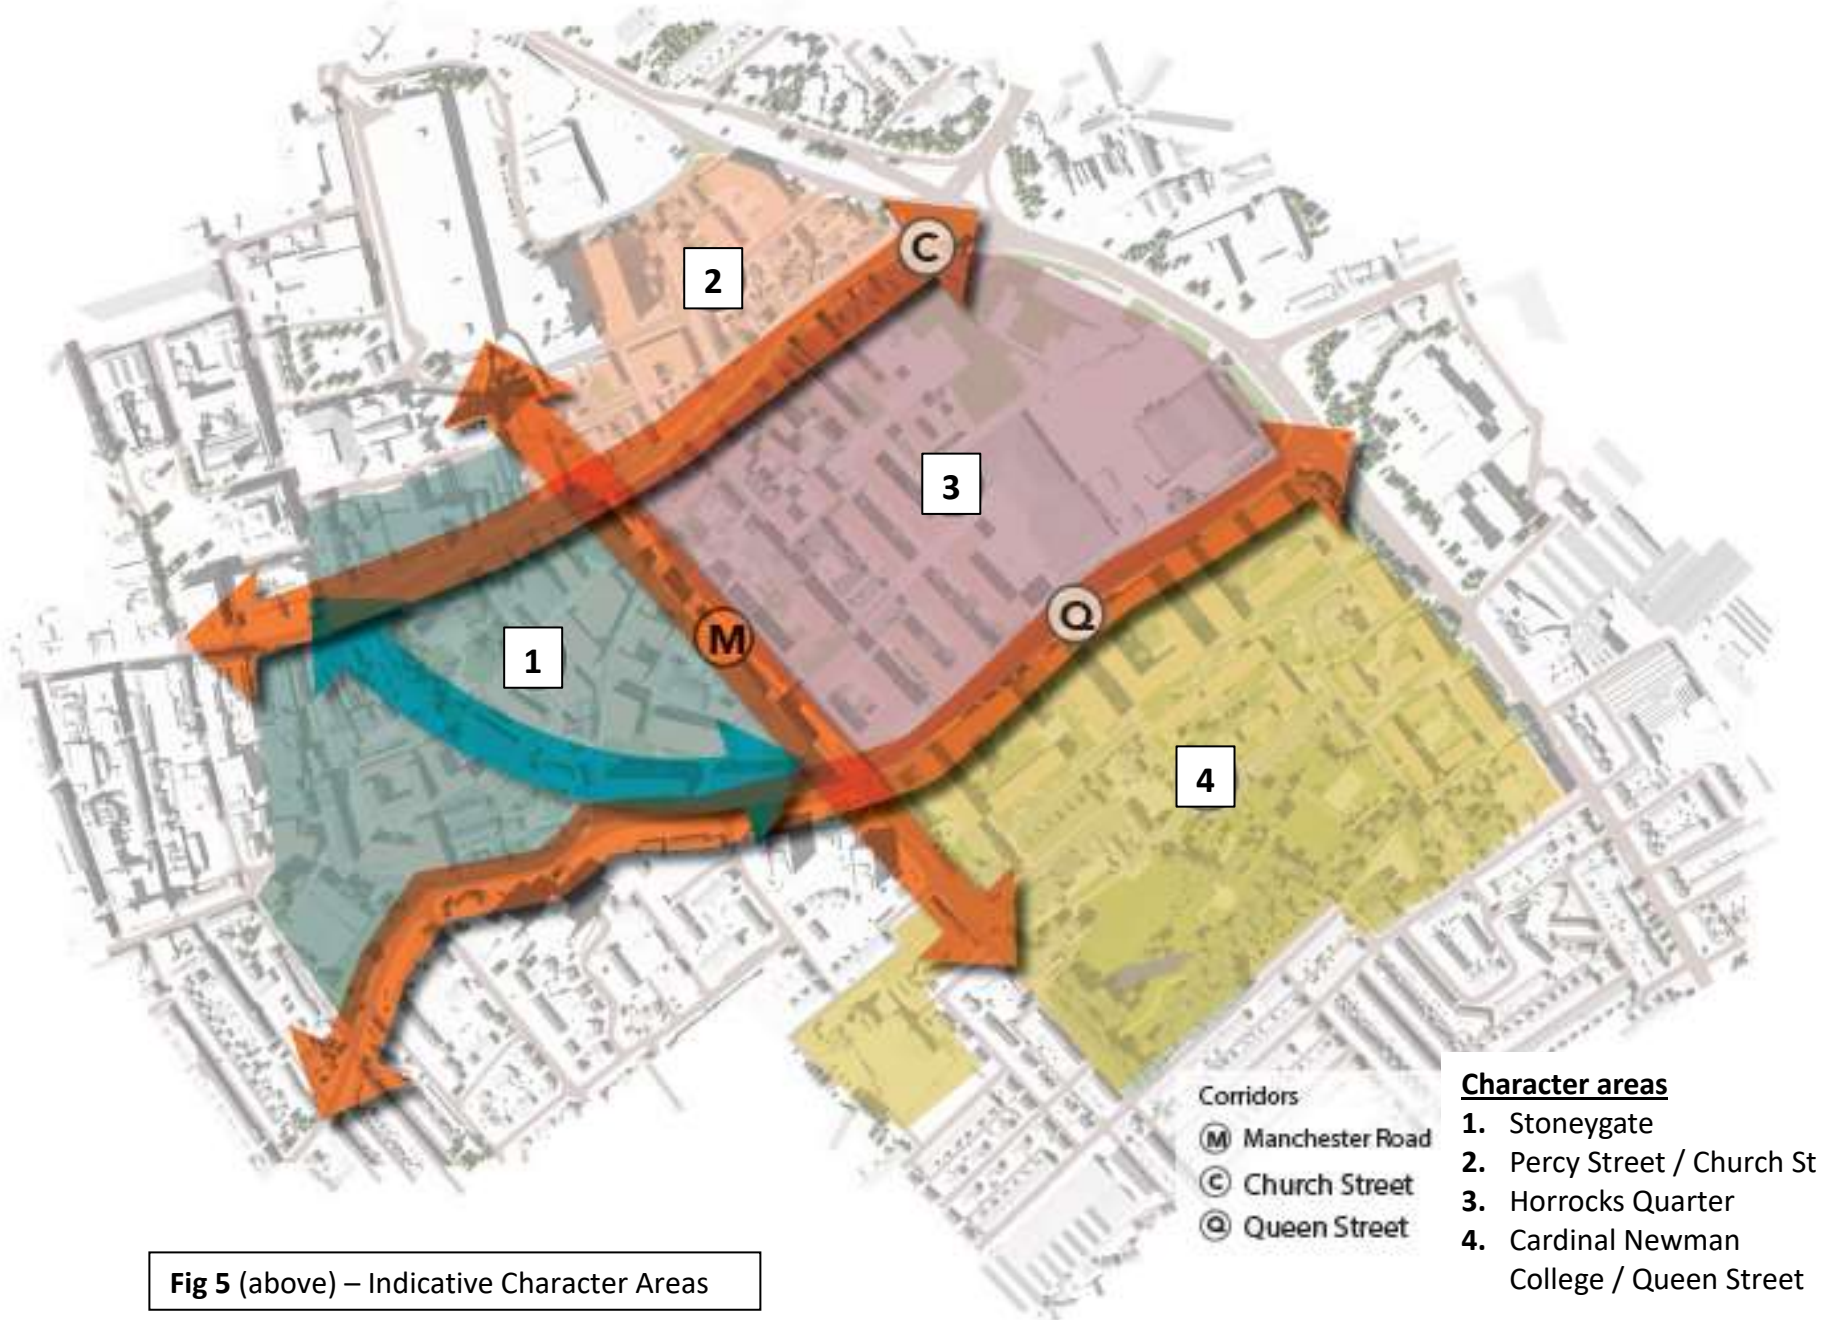 C
2
3
Q
M
1
4
Corridors
M Manchester Road
C Church Street
Q Queen Street
Character areas
1. Stoneygate
2. Percy Street / Church St
3. Horrocks Quarter
4. Cardinal Newman
College / Queen Street
Fig 5 (above) – Indicative Character Areas